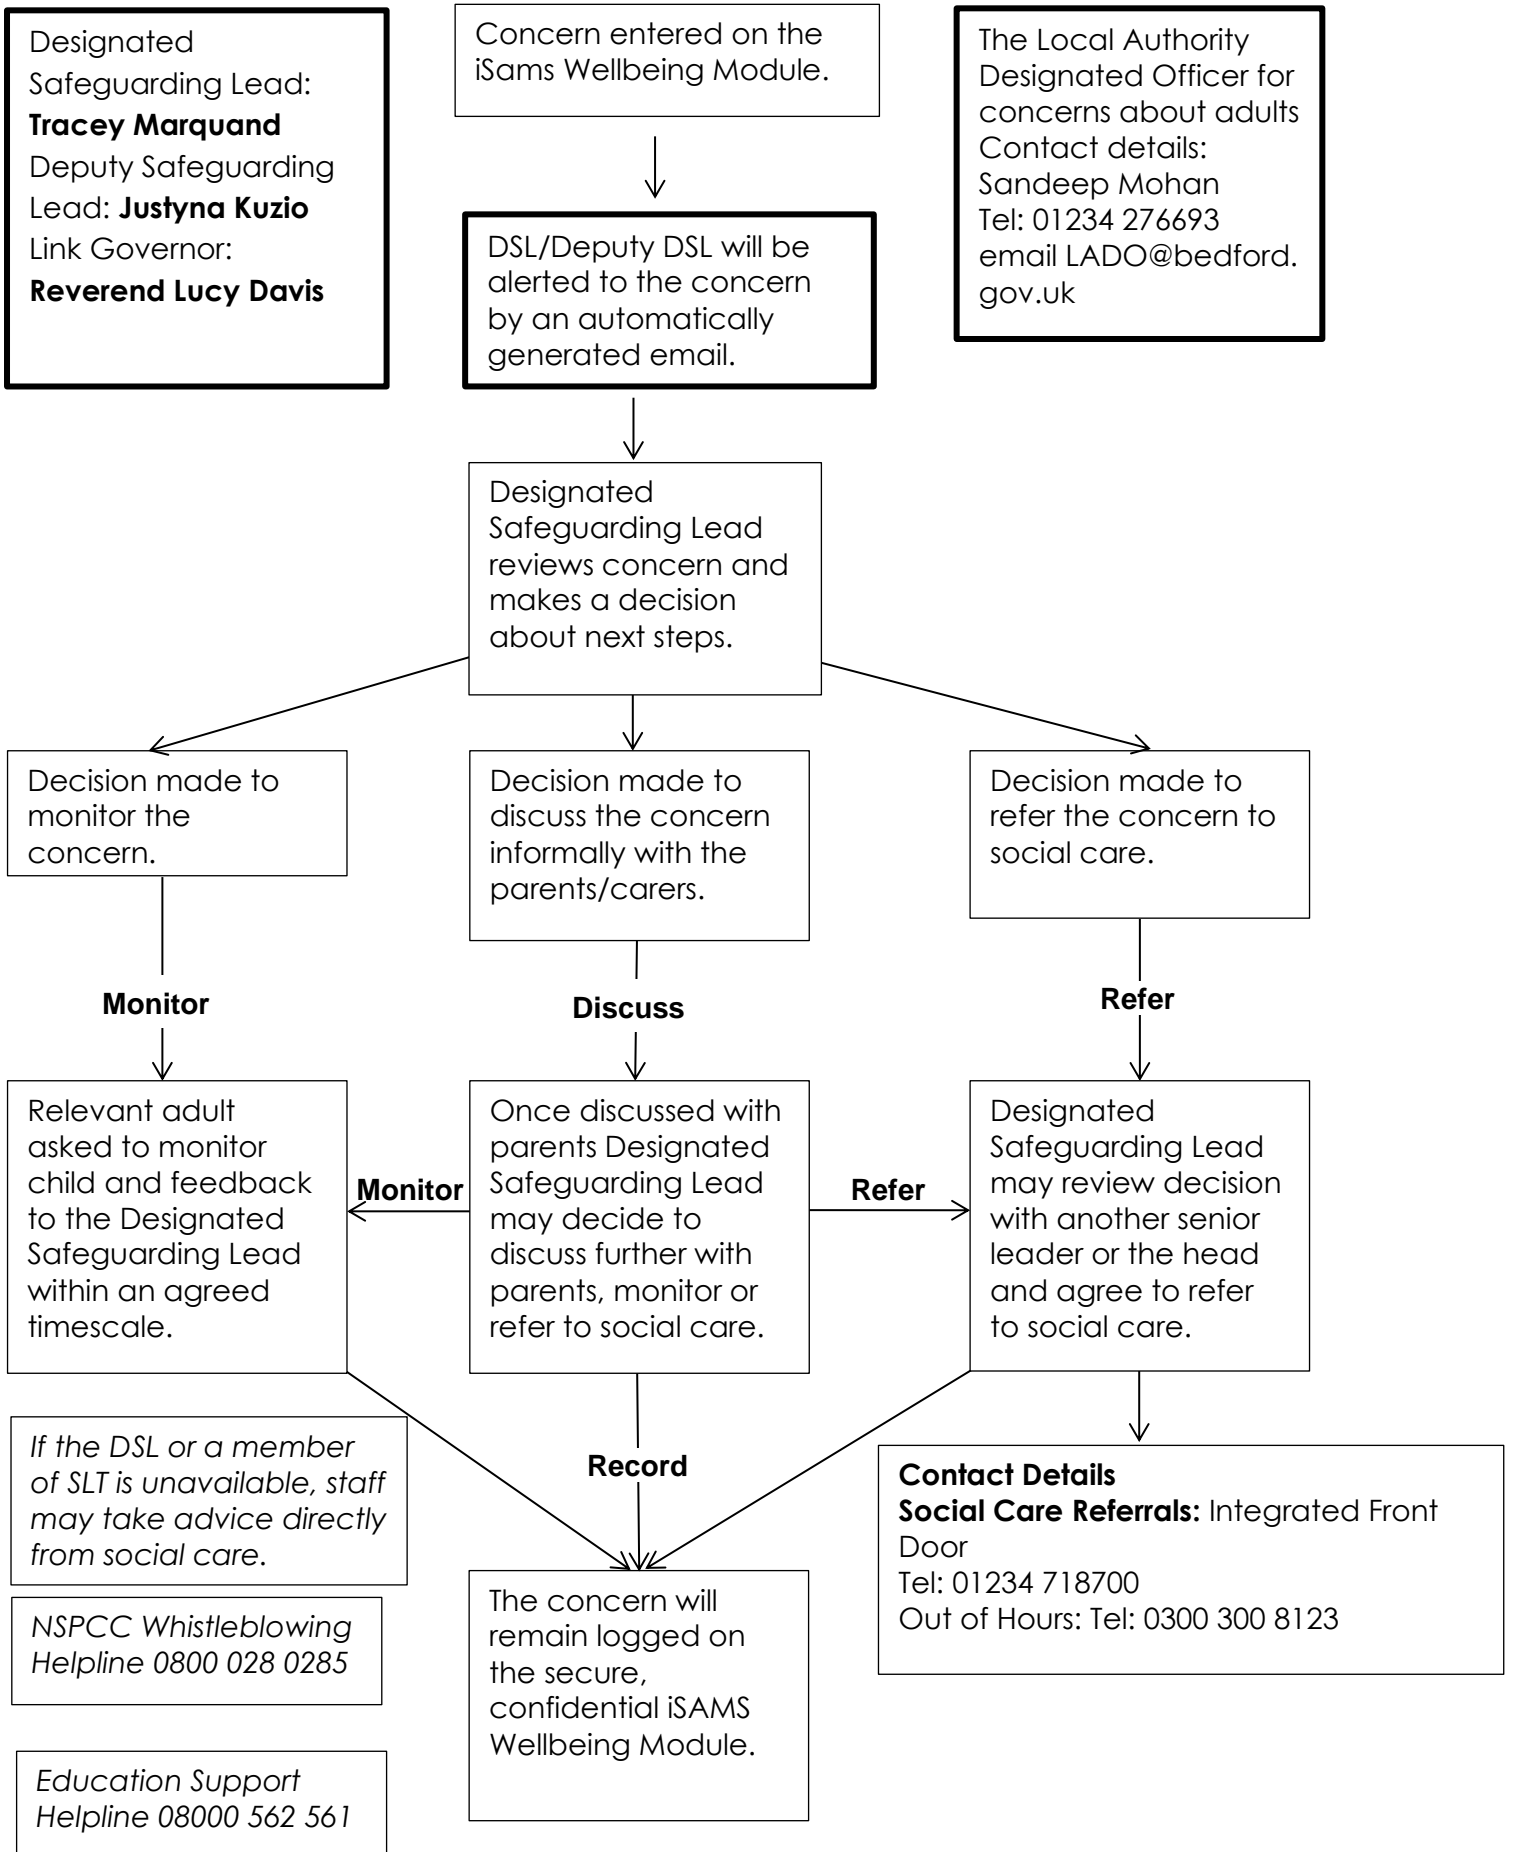 Designated
Safeguarding Lead:
Tracey Marquand
Deputy Safeguarding
Lead: Justyna Kuzio
Link Governor:
Reverend Lucy Davis
Concern entered on the
iSams Wellbeing Module.
The Local Authority
Designated Officer for
concerns about adults
Contact details:
Sandeep Mohan
Tel: 01234 276693
email LADO@bedford.
gov.uk
DSL/Deputy DSL will be
alerted to the concern
by an automatically
generated email.
Designated
Safeguarding Lead
reviews concern and
makes a decision
about next steps.
Decision made to
monitor the
concern.
Decision made to
discuss the concern
informally with the
parents/carers.
Decision made to
refer the concern to
social care.
Monitor
Discuss
Refer
Relevant adult
asked to monitor
child and feedback
to the Designated
Safeguarding Lead
within an agreed
timescale.
Monitor
Once discussed with
parents Designated
Safeguarding Lead
may decide to
discuss further with
parents, monitor or
refer to social care.
Refer
Designated
Safeguarding Lead
may review decision
with another senior
leader or the head
and agree to refer
to social care.
If the DSL or a member
of SLT is unavailable, staff
may take advice directly
from social care.
Record
Contact Details
Social Care Referrals: Integrated Front
Door
Tel: 01234 718700
Out of Hours: Tel: 0300 300 8123
NSPCC Whistleblowing
Helpline 0800 028 0285
The concern will
remain logged on
the secure,
confidential iSAMS
Wellbeing Module.
Education Support
Helpline 08000 562 561